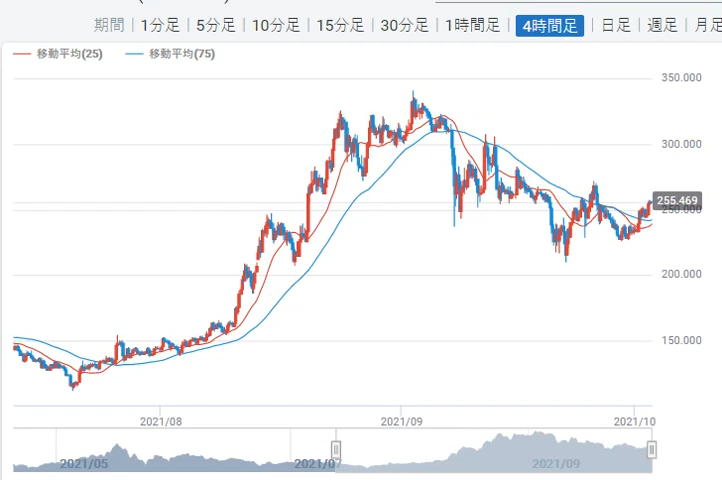 期間 | 1分足 | 5分足 | 10分足 | 15分足 | 30分足 | 1時間足 | 4時間足 | 日足 | 週足 | 月足
移動平均(25) 移動平均(75)
350.000
300.000
255.469
250.000
200.000
150.000
2021/08 2021/09 2021/10
2021/05 2021/07 2021/09